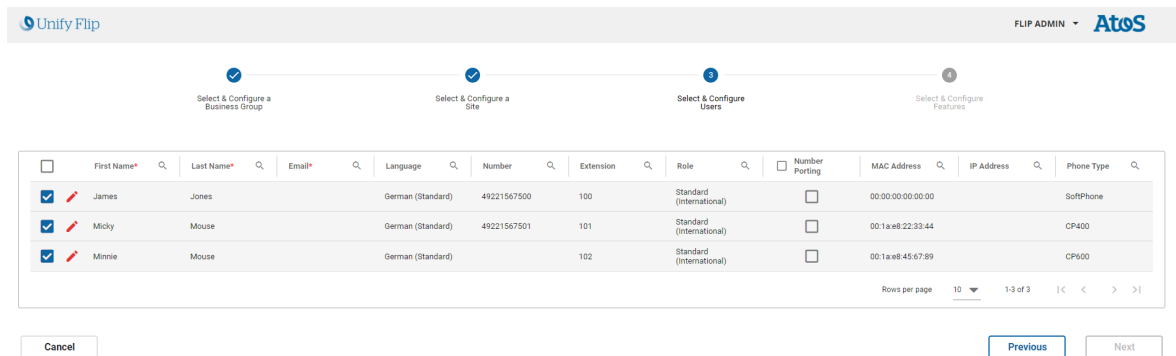 Unify Flip
FLIP ADMIN
Atos
3
4
Select & Configure a
Business Group
Select & Configure a
Site
Select & Configure
Users
Select & Configure
Features
First Name* Last Name* Email* Language Number Extension Role Number Porting MAC Address IP Address Phone Type
James Jones German (Standard) 49221567500 100 Standard (International) 00:00:00:00:00:00 SoftPhone
Micky Mouse German (Standard) 49221567501 101 Standard (International) 00:1a:e8:22:33:44 CP400
Minnie Mouse German (Standard) 102 Standard (International) 00:1a:e8:45:67:89 CP600
Rows per page 10 1-3 of 3
Cancel Previous Next